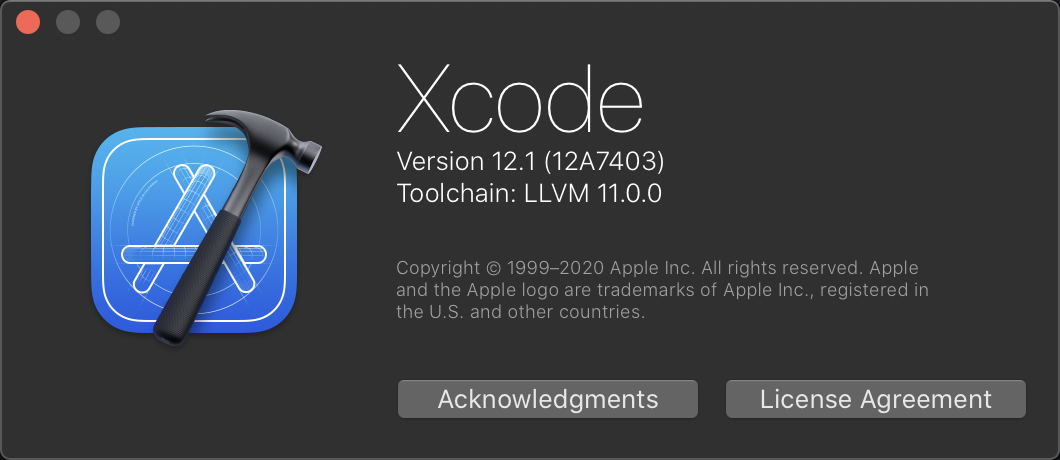 Xcode
Version 12.1 (12A7403)
Toolchain: LLVM 11.0.0
Copyright © 1999–2020 Apple Inc. All rights reserved. Apple
and the Apple logo are trademarks of Apple Inc., registered in
the U.S. and other countries.
Acknowledgments
License Agreement